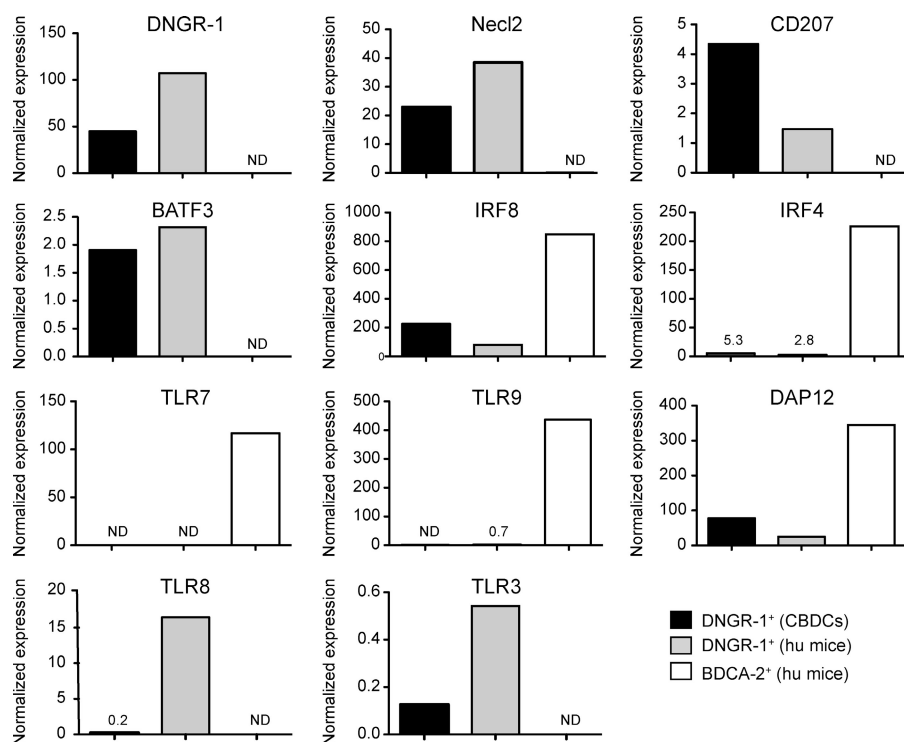 DNGR-1
Normalized expression
150
100
50
0
ND
Necl2
Normalized expression
50
40
30
20
10
0
ND
CD207
Normalized expression
5
4
3
2
1
0
ND
BATF3
Normalized expression
2.5
2.0
1.5
1.0
0.5
0.0
ND
IRF8
Normalized expression
1000
800
600
400
200
0
IRF4
Normalized expression
250
200
150
100
50
0
5.3
2.8
TLR7
Normalized expression
150
100
50
0
ND
ND
TLR9
Normalized expression
500
400
300
200
100
0
ND
0.7
DAP12
Normalized expression
400
300
200
100
0
TLR8
Normalized expression
20
15
10
5
0
0.2
ND
TLR3
Normalized expression
0.6
0.4
0.2
0.0
ND
DNGR-1⁺ (CBDCs)
DNGR-1⁺ (hu mice)
BDCA-2⁺ (hu mice)